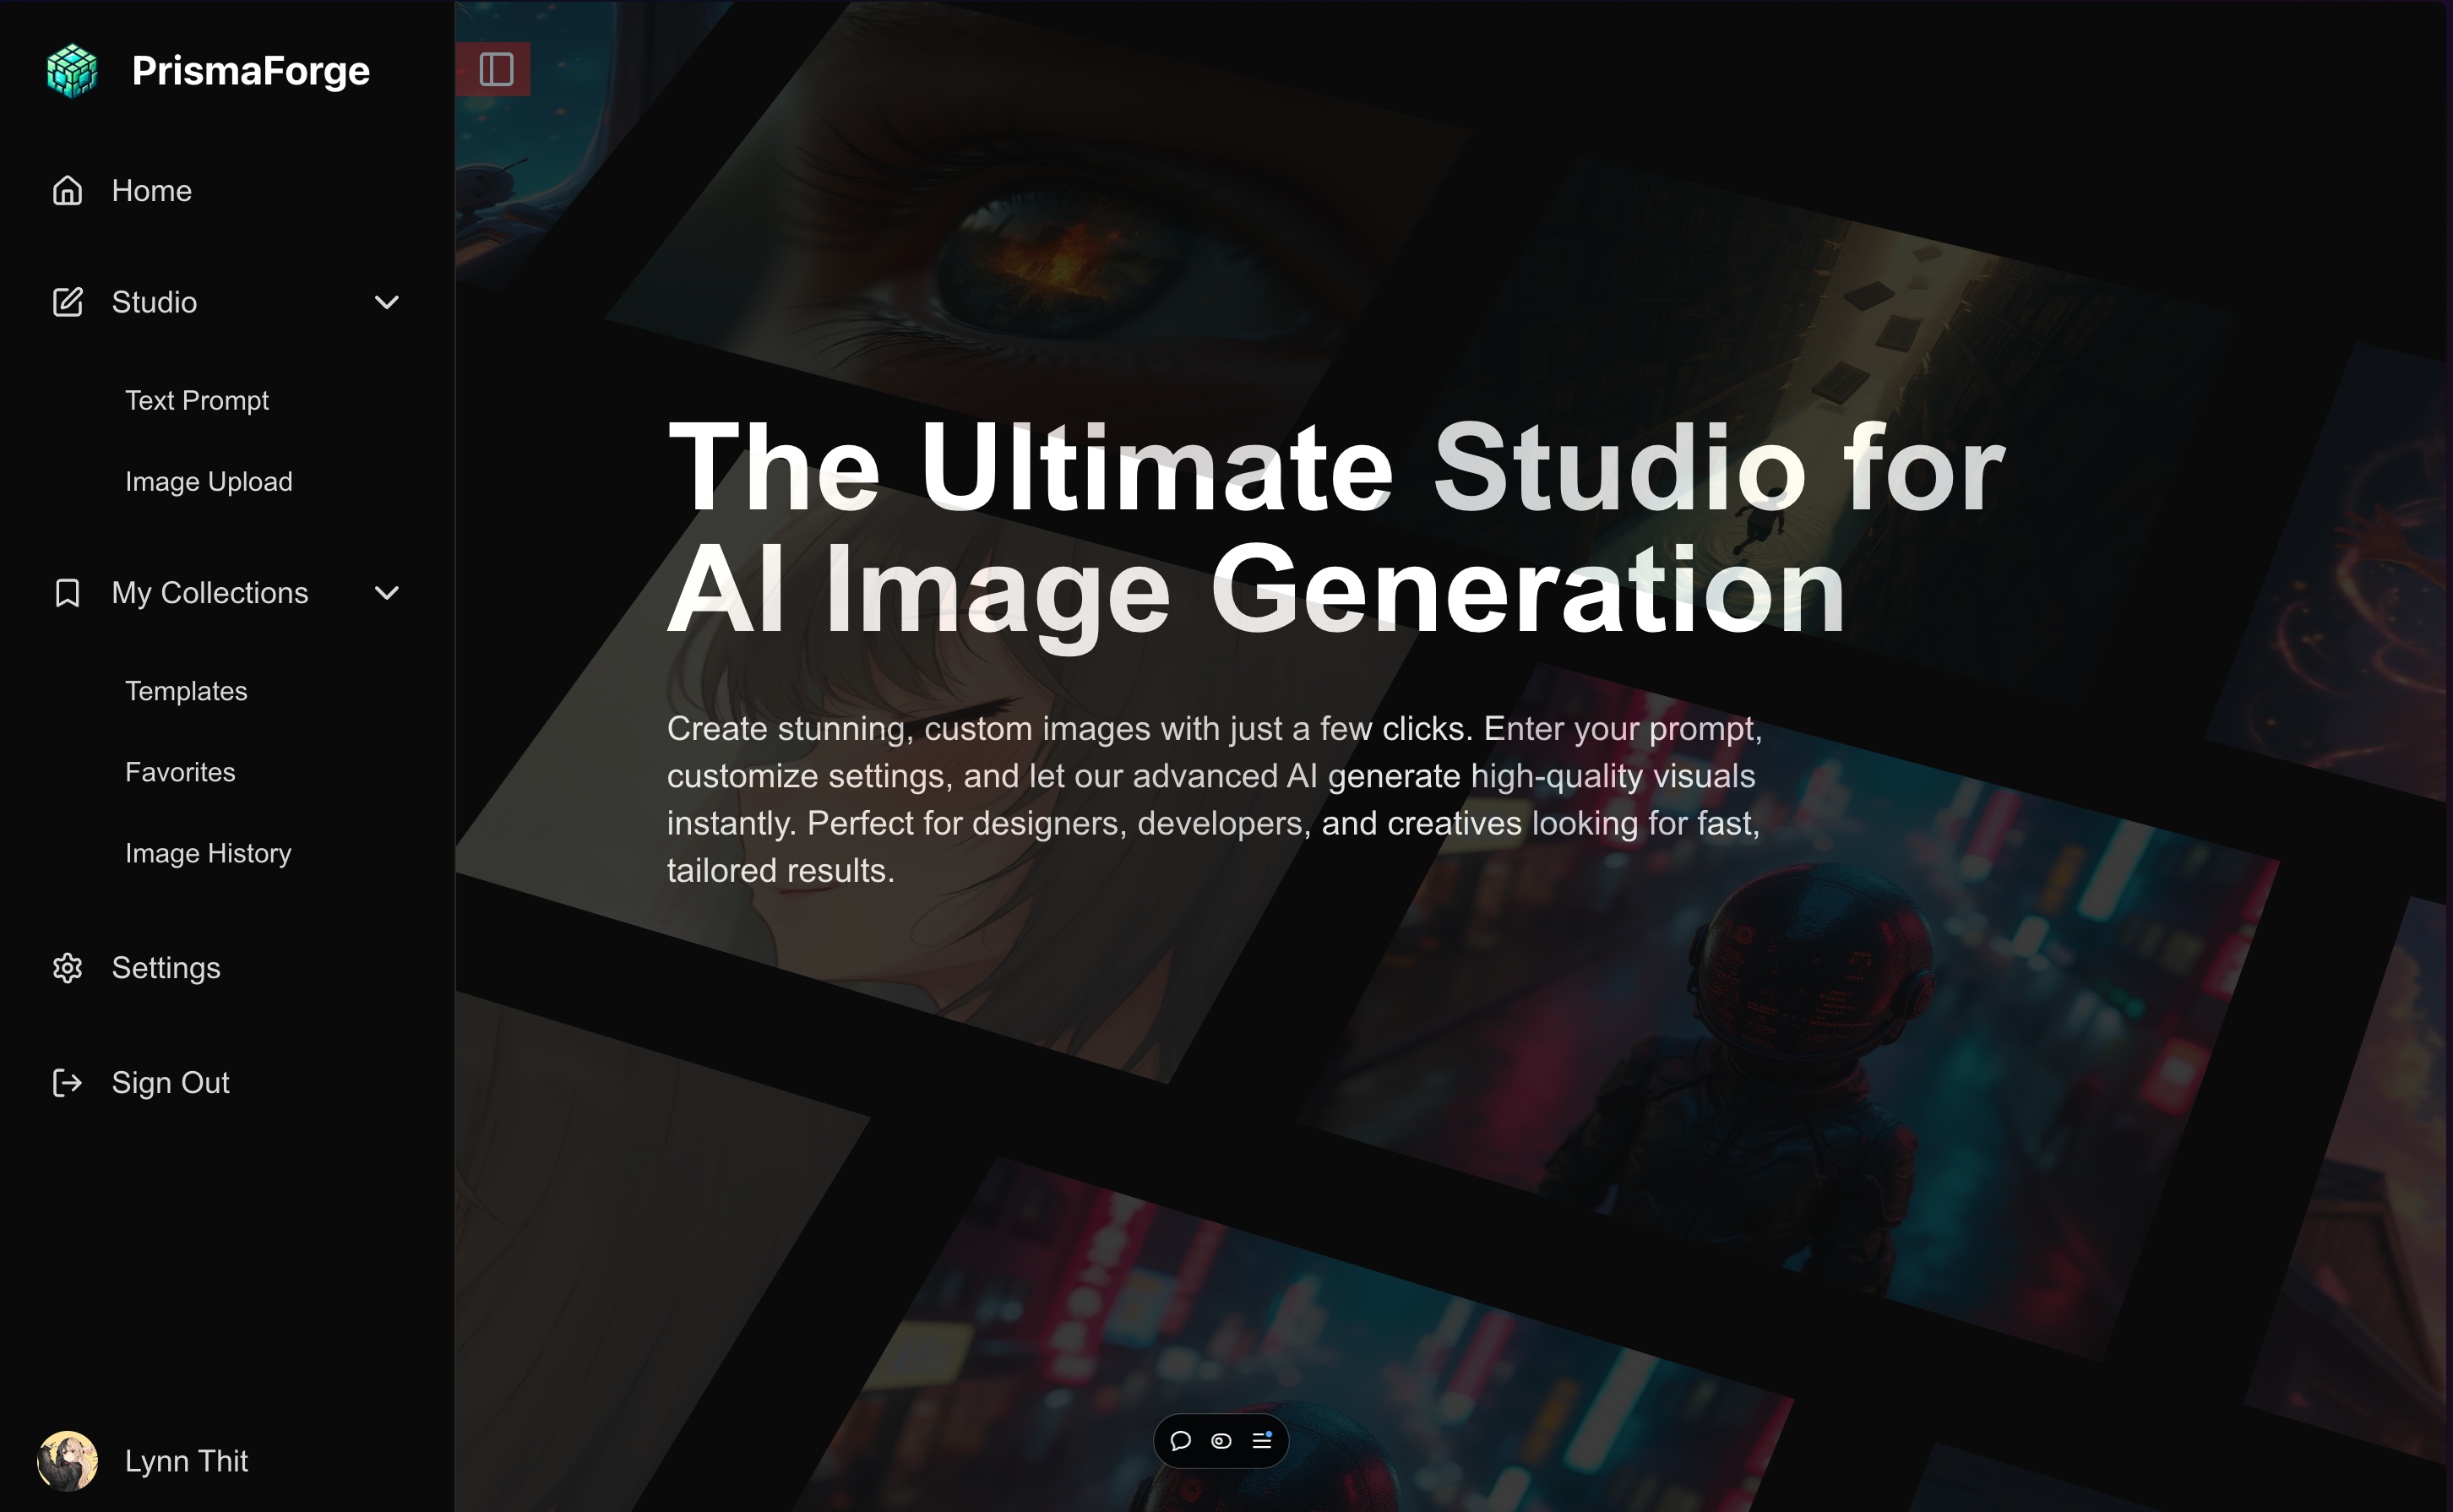 PrismaForge
Home
Studio
Text Prompt
Image Upload
My Collections
Templates
Favorites
Image History
Settings
Sign Out
Lynn Thit
The Ultimate Studio for
AI Image Generation
Create stunning, custom images with just a few clicks. Enter your prompt,
customize settings, and let our advanced AI generate high-quality visuals
instantly. Perfect for designers, developers, and creatives looking for fast,
tailored results.